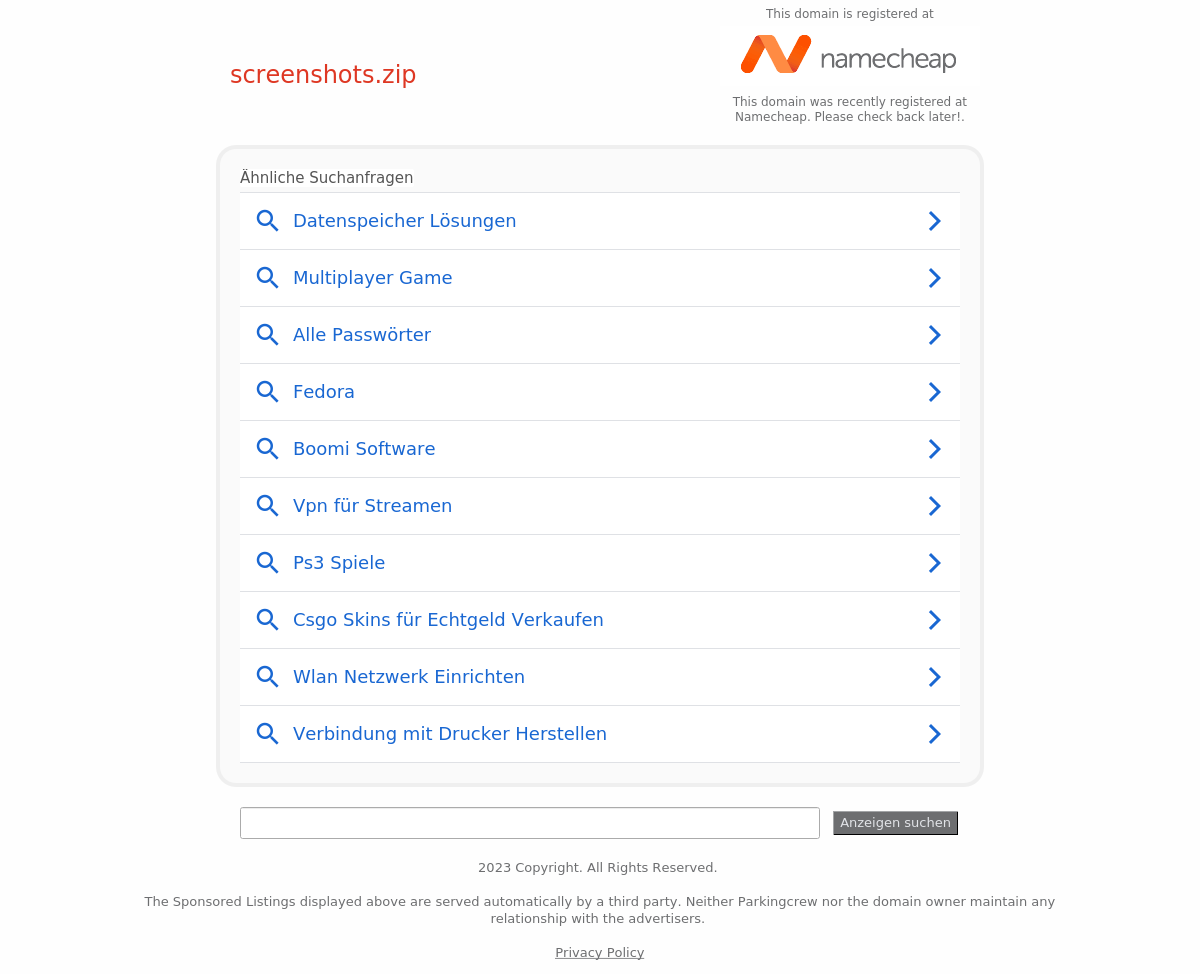 This domain is registered at
namecheap
screenshots.zip
This domain was recently registered at
Namecheap. Please check back later!.
Ähnliche Suchanfragen
Datenspeicher Lösungen
Multiplayer Game
Alle Passwörter
Fedora
Boomi Software
Vpn für Streamen
Ps3 Spiele
Csgo Skins für Echtgeld Verkaufen
Wlan Netzwerk Einrichten
Verbindung mit Drucker Herstellen
Anzeigen suchen
2023 Copyright. All Rights Reserved.
The Sponsored Listings displayed above are served automatically by a third party. Neither Parkingcrew nor the domain owner maintain any
relationship with the advertisers.
Privacy Policy